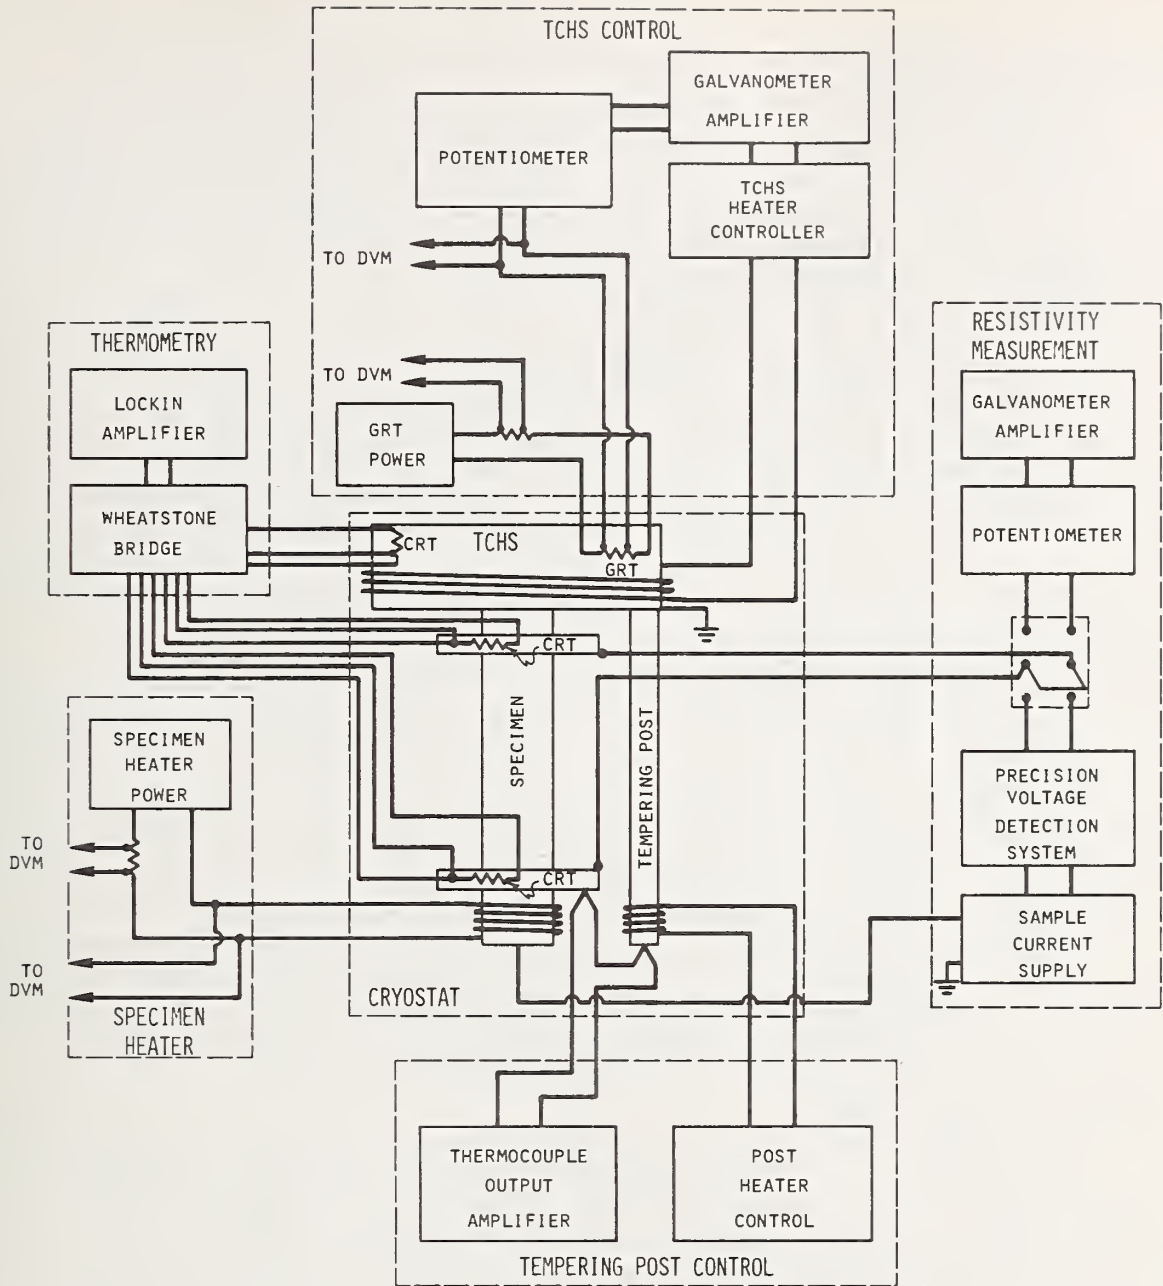 TCHS CONTROL
GALVANOMETER
AMPLIFIER
POTENTIOMETER
TCHS
HEATER
CONTROLLER
TO DVM
TO DVM
GRT
POWER
THERMOMETRY
LOCKIN
AMPLIFIER
WHEATSTONE
BRIDGE
RESISTIVITY
MEASUREMENT
GALVANOMETER
AMPLIFIER
POTENTIOMETER
PRECISION
VOLTAGE
DETECTION
SYSTEM
SAMPLE
CURRENT
SUPPLY
CRT
TCHS
GRT
CRT
SPECIMEN
TEMPERING POST
CRT
CRYOSTAT
SPECIMEN
HEATER
POWER
TO
DVM
TO
DVM
SPECIMEN
HEATER
THERMOCOUPLE
OUTPUT
AMPLIFIER
POST
HEATER
CONTROL
TEMPERING POST CONTROL